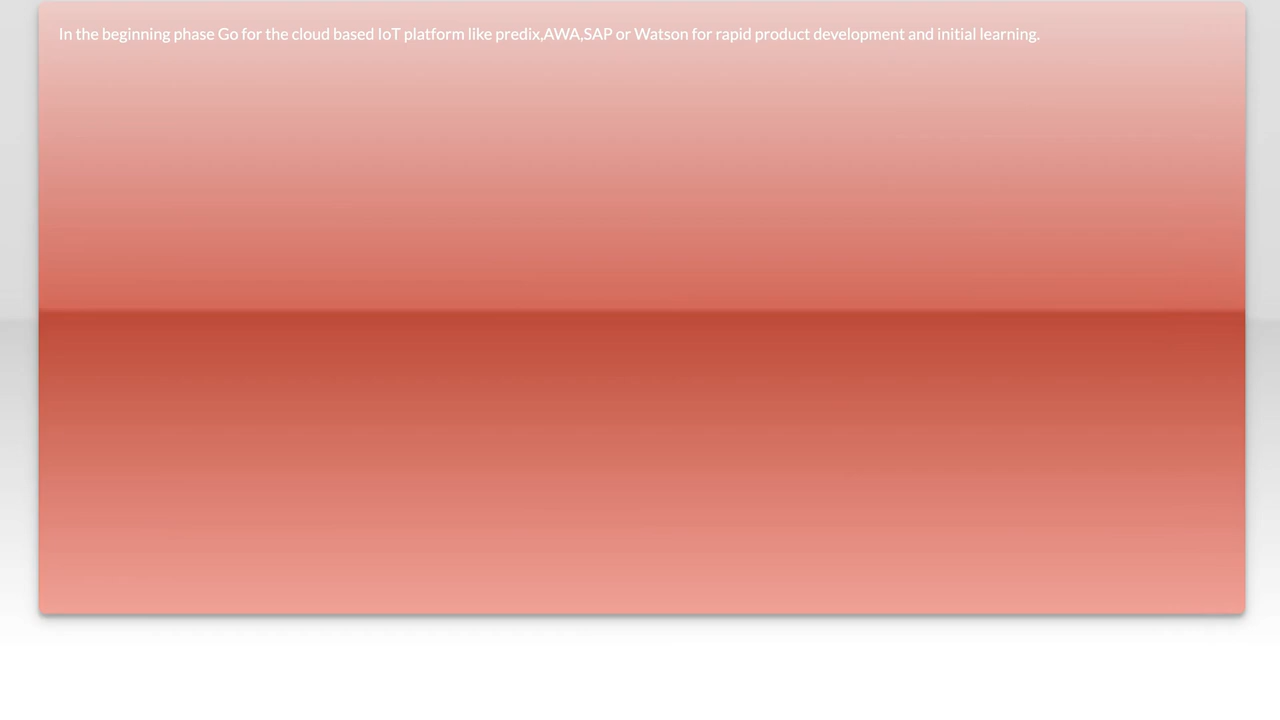 In the beginning phase Go for the cloud based IoT platform like predix,AWA,SAP or Watson for rapid product development and initial learning.